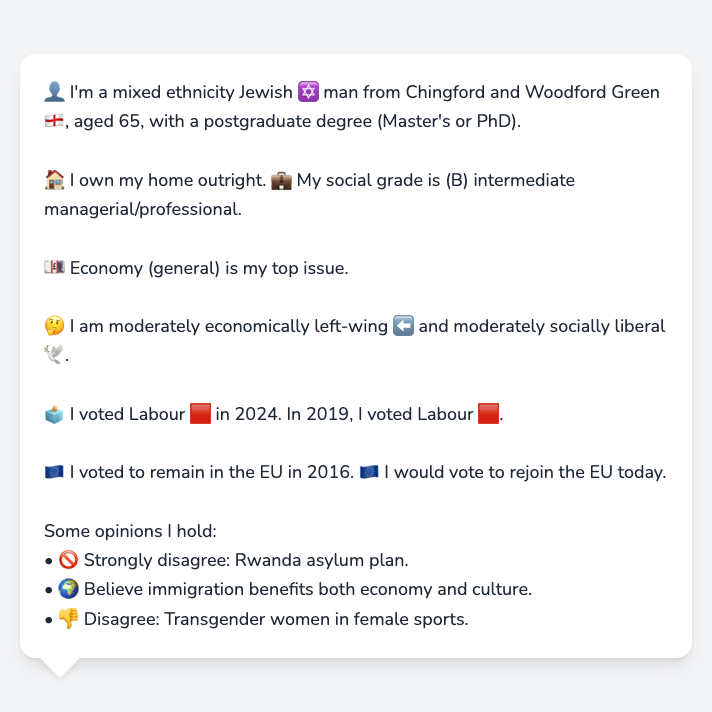 👤 I'm a mixed ethnicity Jewish ✡️ man from Chingford and Woodford Green
🏴󠁧󠁢󠁥󠁮󠁧󠁿, aged 65, with a postgraduate degree (Master's or PhD).
🏠 I own my home outright. 💼 My social grade is (B) intermediate
managerial/professional.
💷 Economy (general) is my top issue.
🤔 I am moderately economically left-wing ⬅️ and moderately socially liberal
🕊️.
🗳️ I voted Labour 🟥 in 2024. In 2019, I voted Labour 🟥.
🇪🇺 I voted to remain in the EU in 2016. 🇪🇺 I would vote to rejoin the EU today.
Some opinions I hold:
• 🚫 Strongly disagree: Rwanda asylum plan.
• 🌍 Believe immigration benefits both economy and culture.
• 👎 Disagree: Transgender women in female sports.